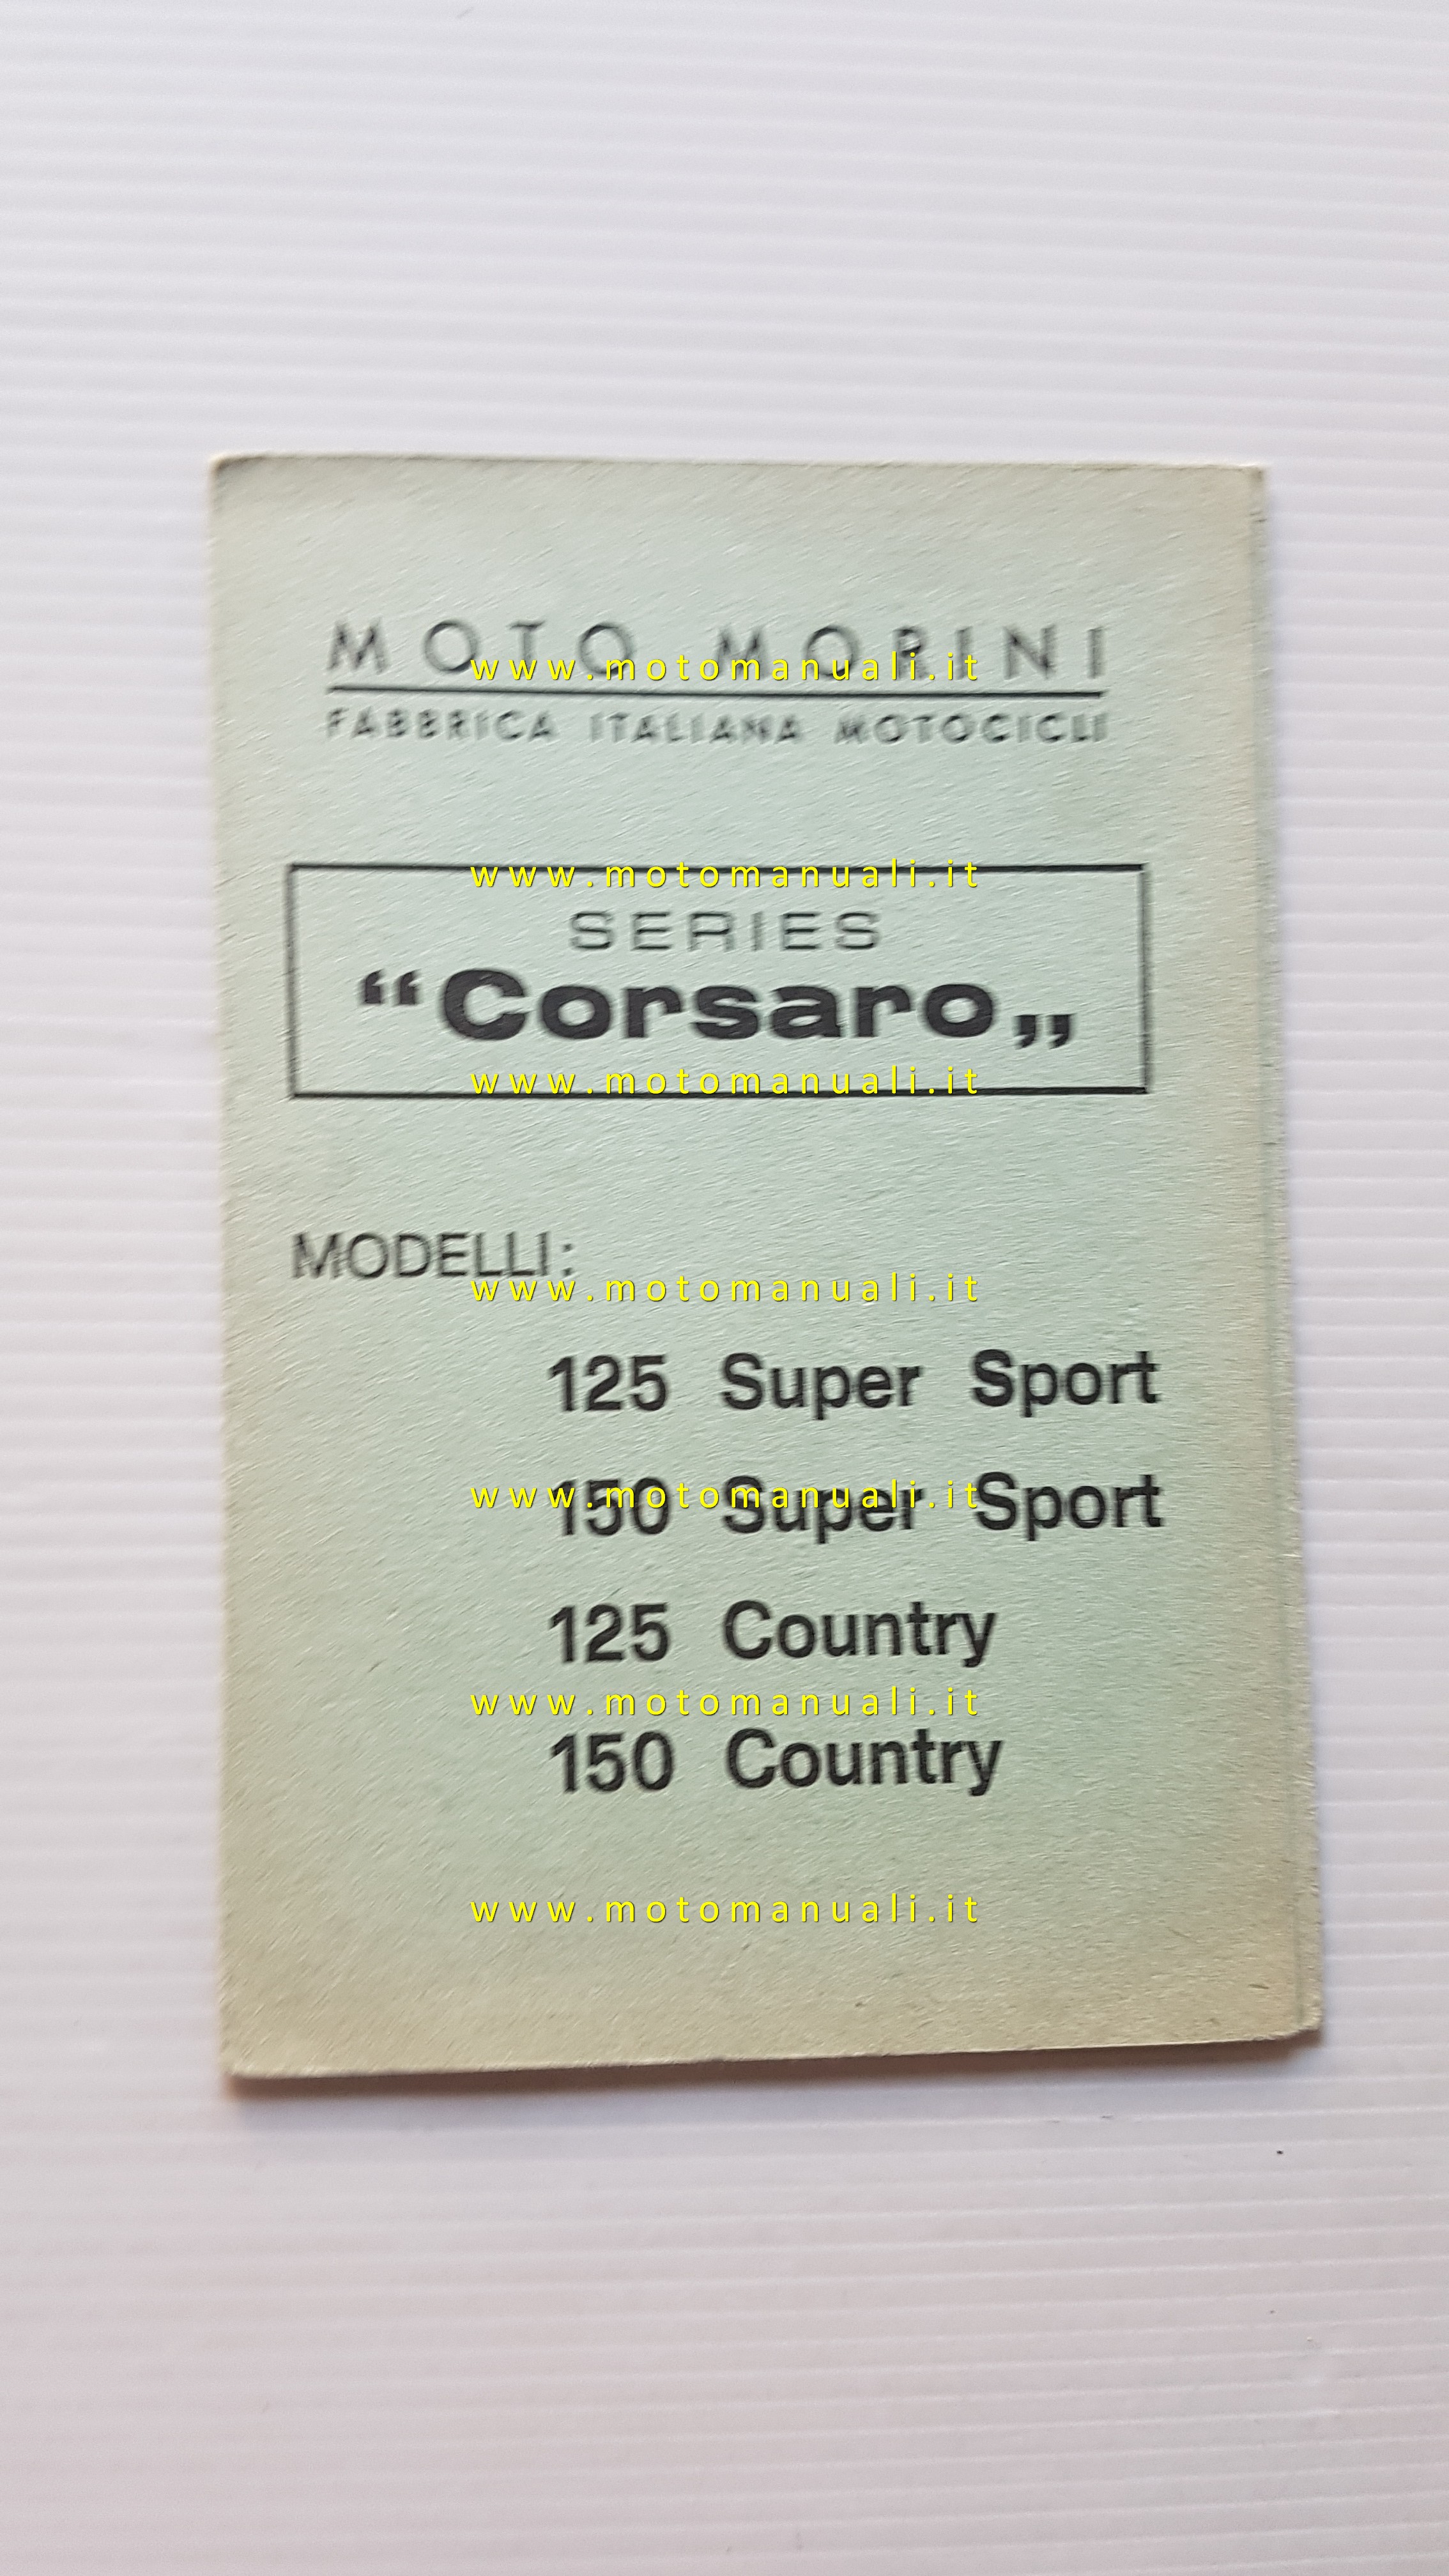 MOTO MORINI
www.motomanuali.it
FABBRICA ITALIANA MOTOCICLI
www.motomanuali.it
SERIES
“Corsaro„
www.motomanuali.it
MODELLI:
www.motomanuali.it
125 Super Sport
www.motomanuali.it
150 Super Sport
125 Country
www.motomanuali.it
150 Country
www.motomanuali.it